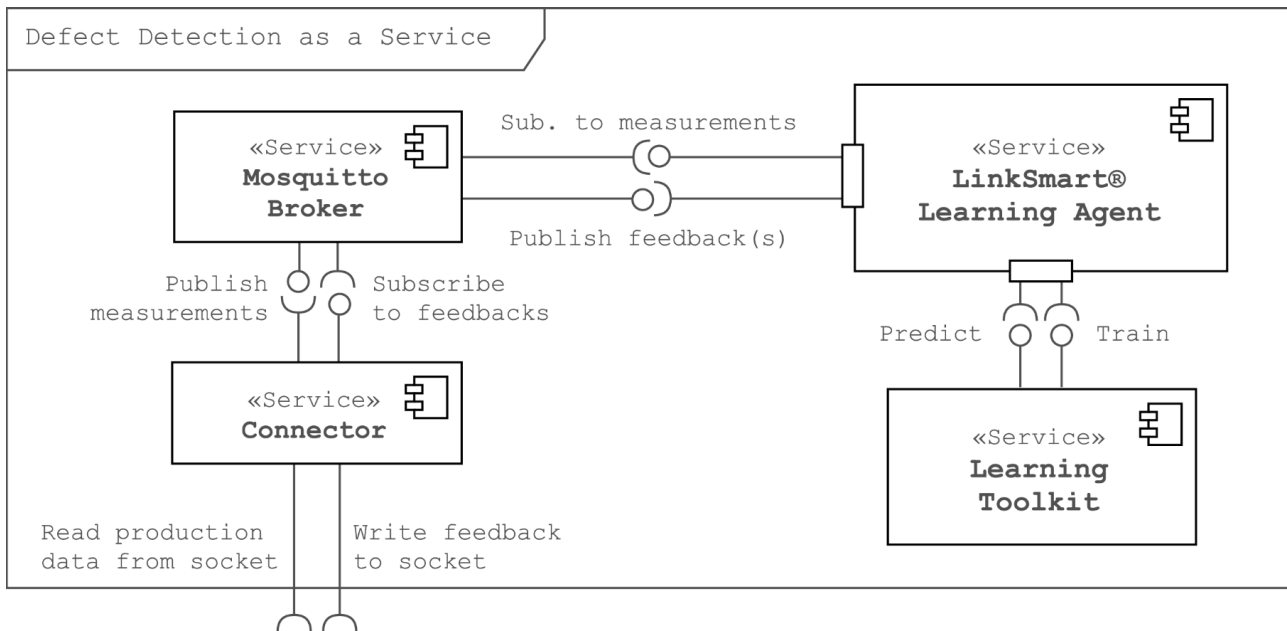 Defect Detection as a Service
«Service»
Mosquitto
Broker
Sub. to measurements
Publish feedback(s)
«Service»
LinkSmart®
Learning Agent
Publish
measurements
Subscribe
to feedbacks
Predict
Train
«Service»
Connector
«Service»
Learning
Toolkit
Read production
data from socket
Write feedback
to socket